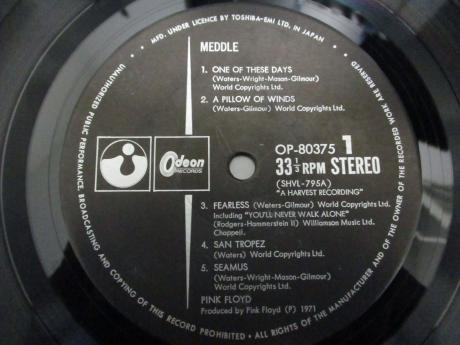 MFD. UNDER LICENCE BY TOSHIBA-EMI LTD. IN JAPAN • ALL RIGHTS OF THE MANUFACTURER AND OF THE OWNER OF THE RECORDED WORK ARE RESERVED
UNAUTHORIZED PUBLIC PERFORMANCE, BROADCASTING AND COPYING OF THIS RECORD PROHIBITED •
MEDDLE
1. ONE OF THESE DAYS
(Waters-Wright-Mason-Gilmour)
World Copyrights Ltd.
2. A PILLOW OF WINDS
(Waters-Gilmour) World Copyrights Ltd.
Odeon
RECORDS
OP-80375 1
33 1/3 RPM STEREO
(SHVL-795A)
"A HARVEST RECORDING"
3. FEARLESS (Waters-Gilmour) World Copyrights Ltd.
Including "YOU'LL NEVER WALK ALONE"
(Rodgers-Hammerstein II) Williamson Music Ltd.
Chappell.
4. SAN TROPEZ
(Waters) World Copyrights Ltd.
5. SEAMUS
(Waters-Wright-Mason-Gilmour)
World Copyrights Ltd.
PINK FLOYD
Produced by Pink Floyd (P) 1971